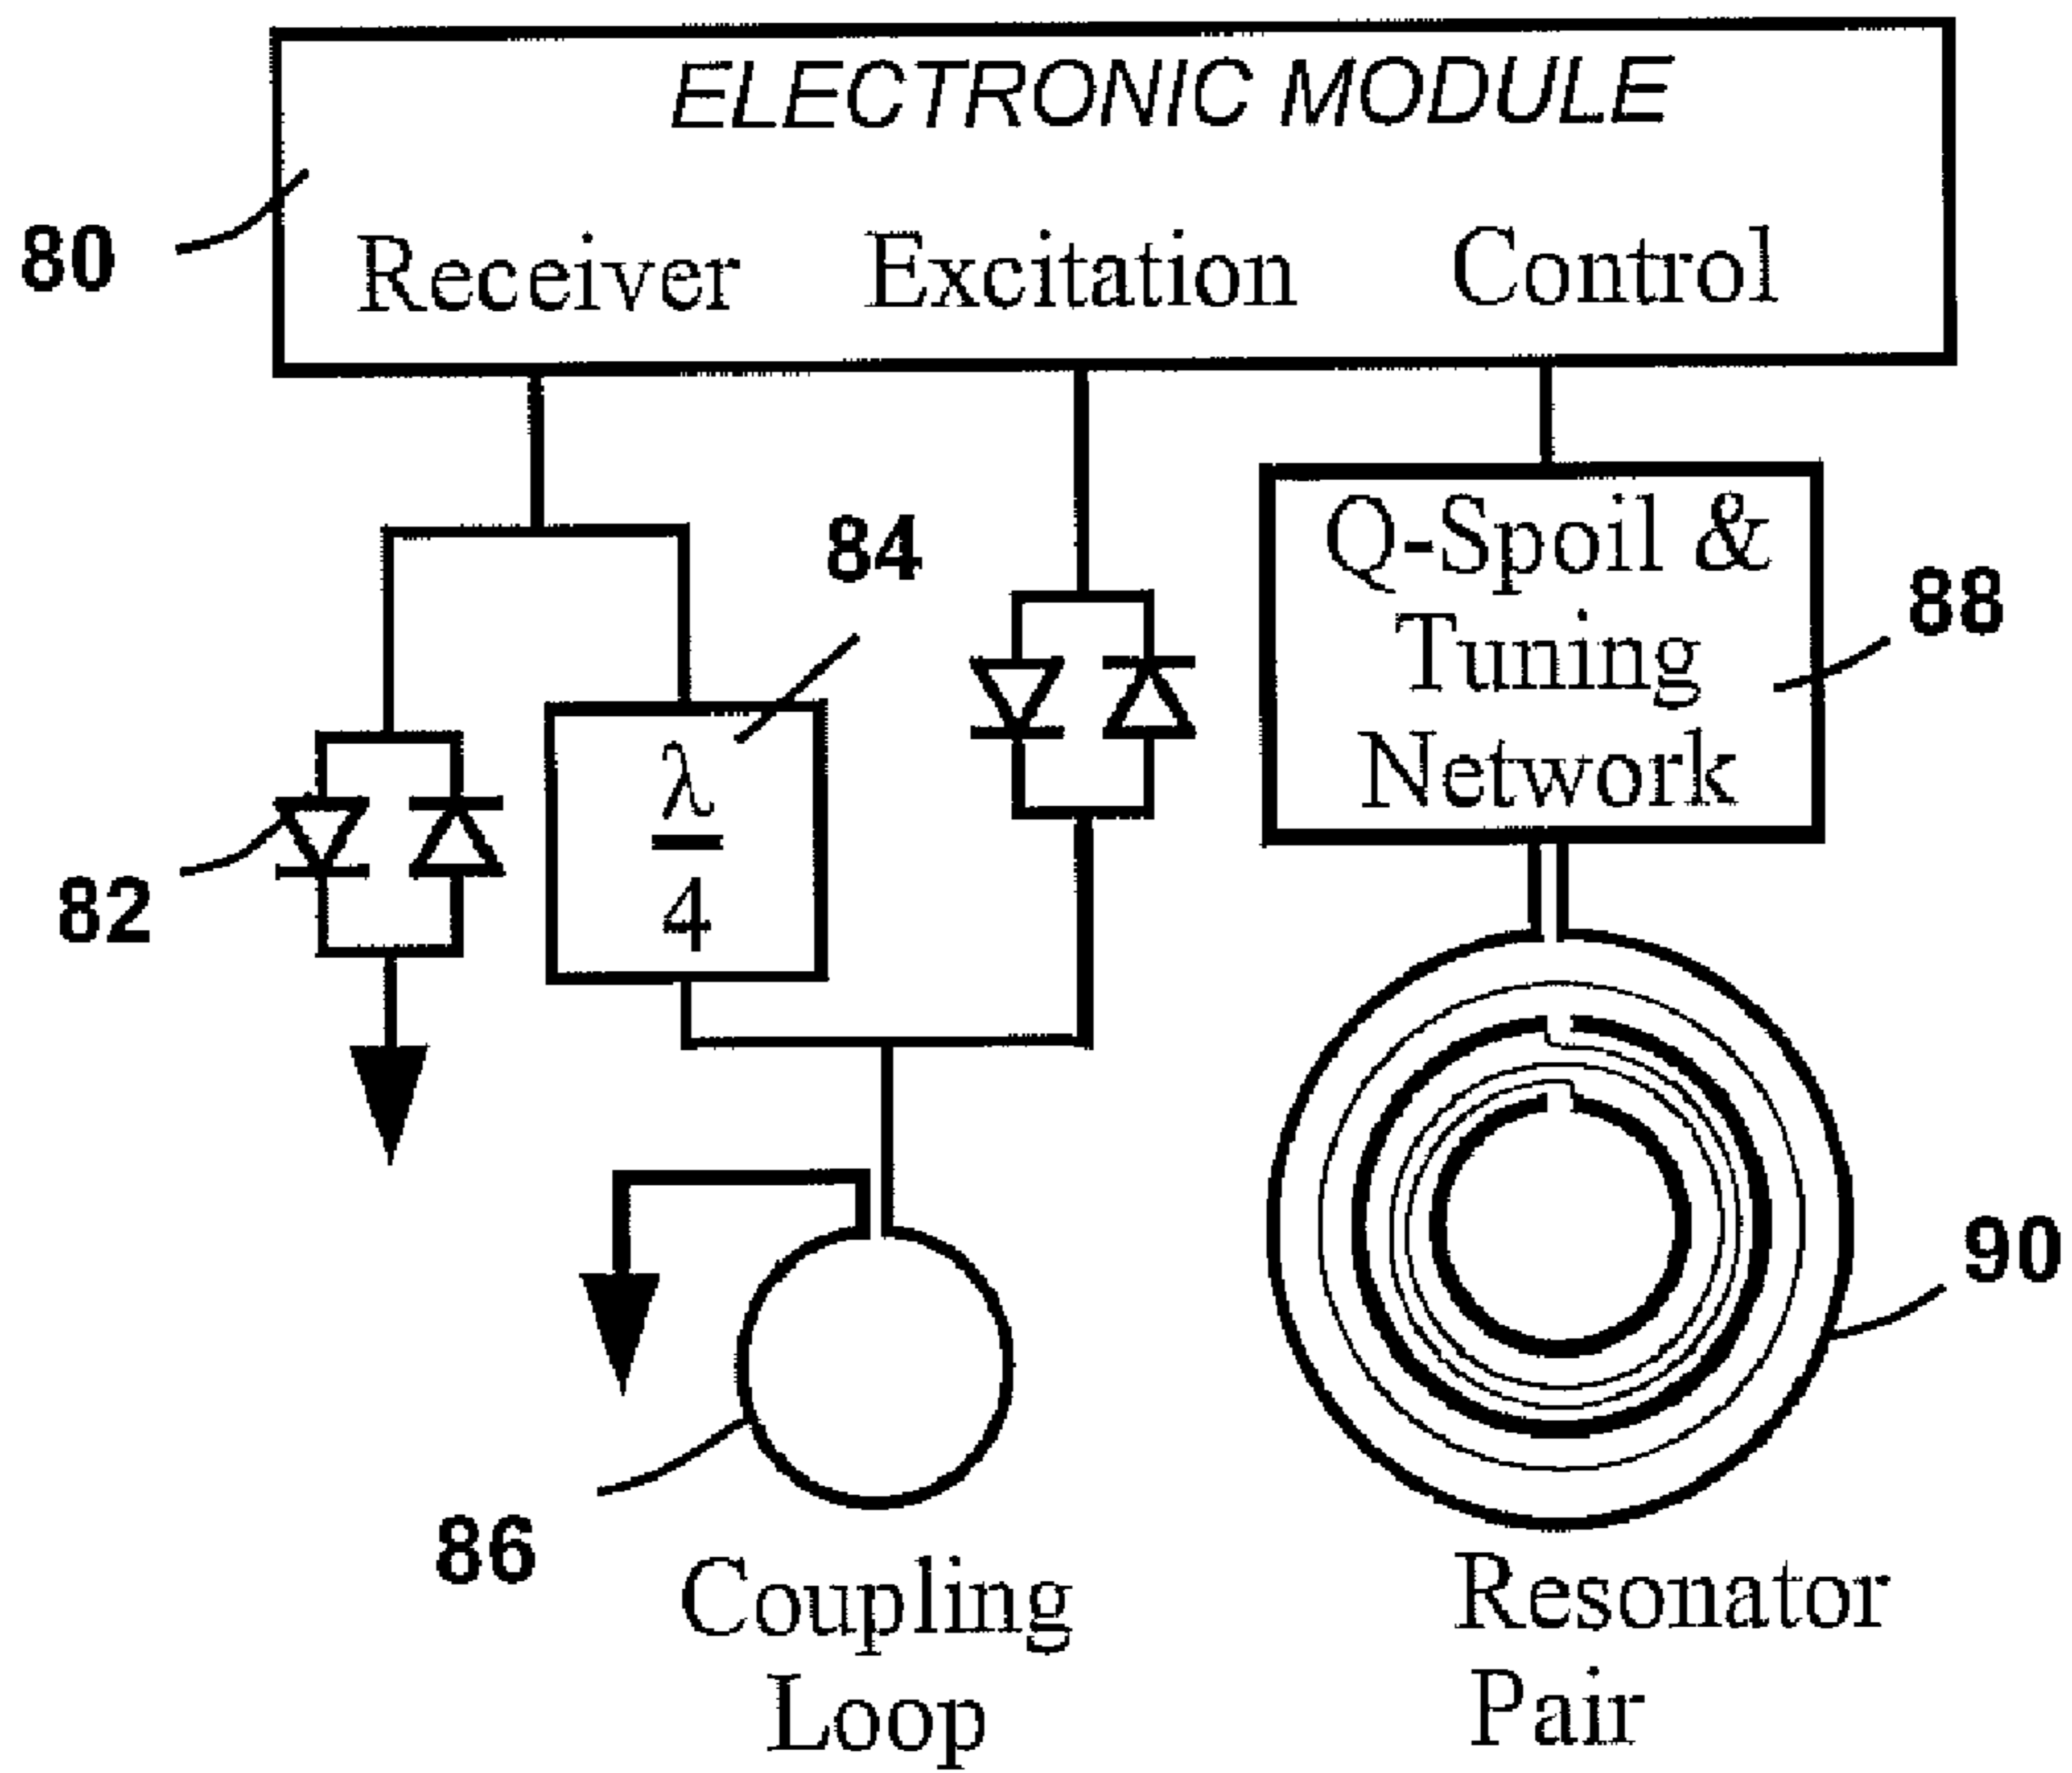 ELECTRONIC MODULE
80
Receiver Excitation Control
84
Q-Spoil &
Tuning
Network
88
λ
4
82
90
86
Coupling
Loop
Resonator
Pair